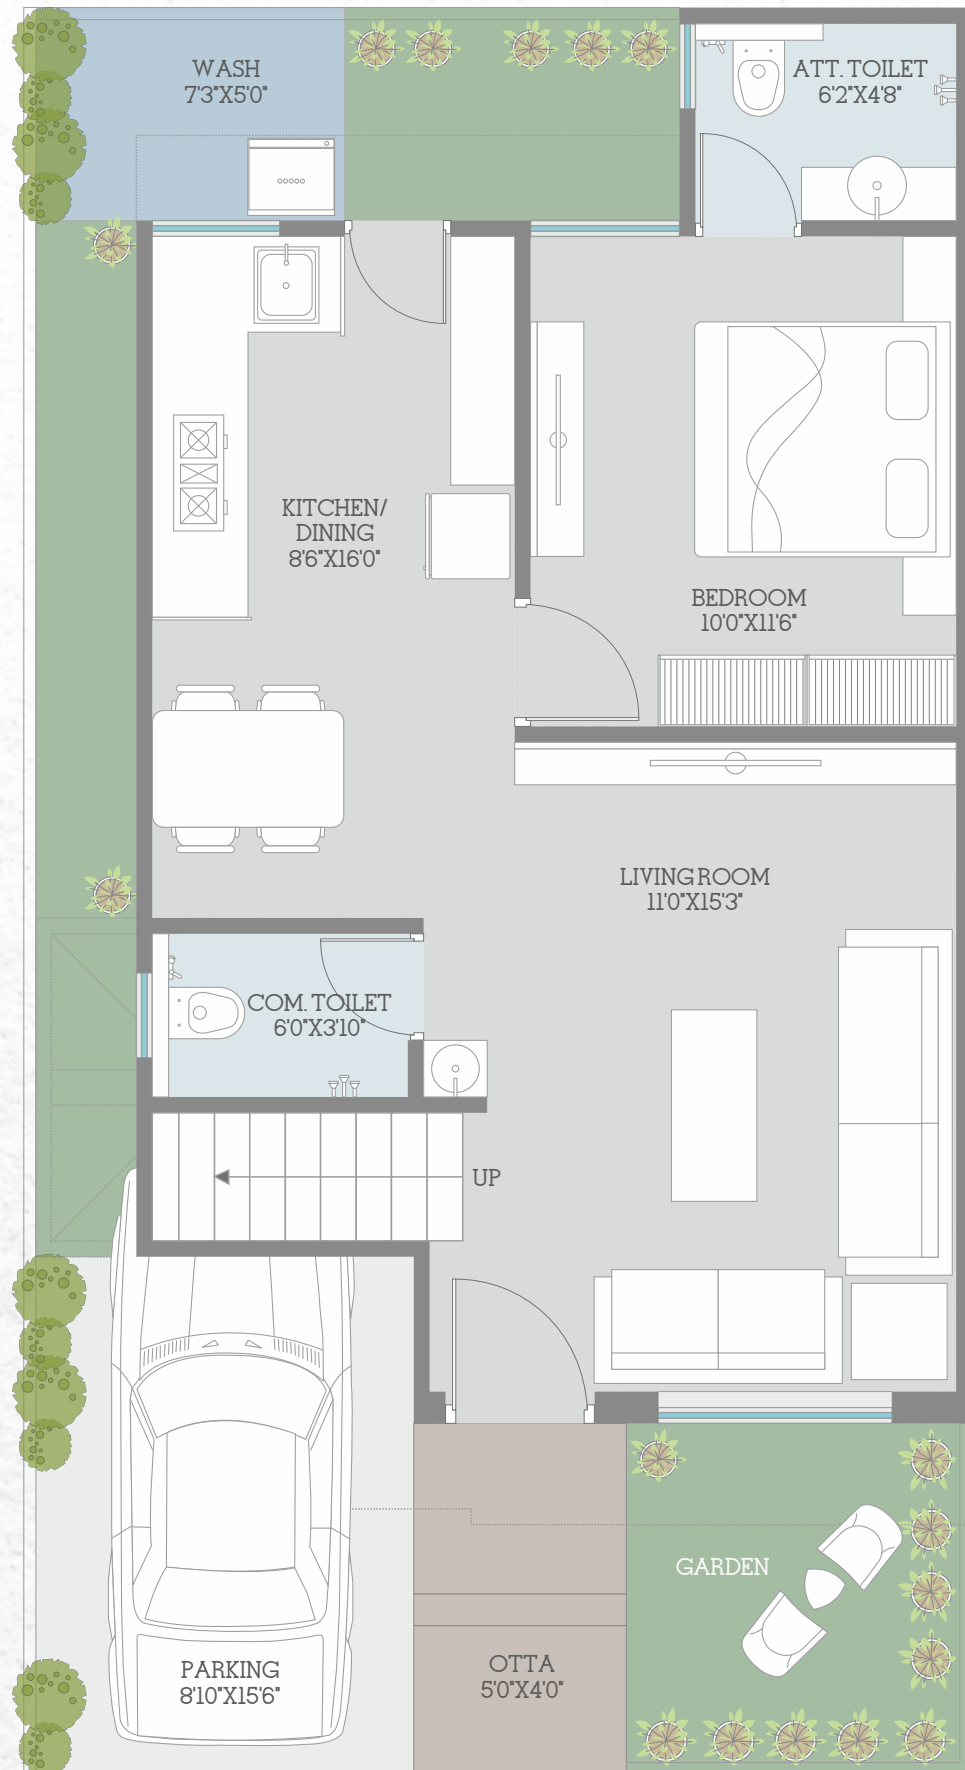 WASH
7'3"X5'0"
ATT. TOILET
6'2"X4'8"
KITCHEN/
DINING
8'6"X16'0"
BEDROOM
10'0"X11'6"
LIVING ROOM
11'0"X15'3"
COM. TOILET
6'0"X3'10"
UP
GARDEN
PARKING
8'10"X15'6"
OTTA
5'0"X4'0"